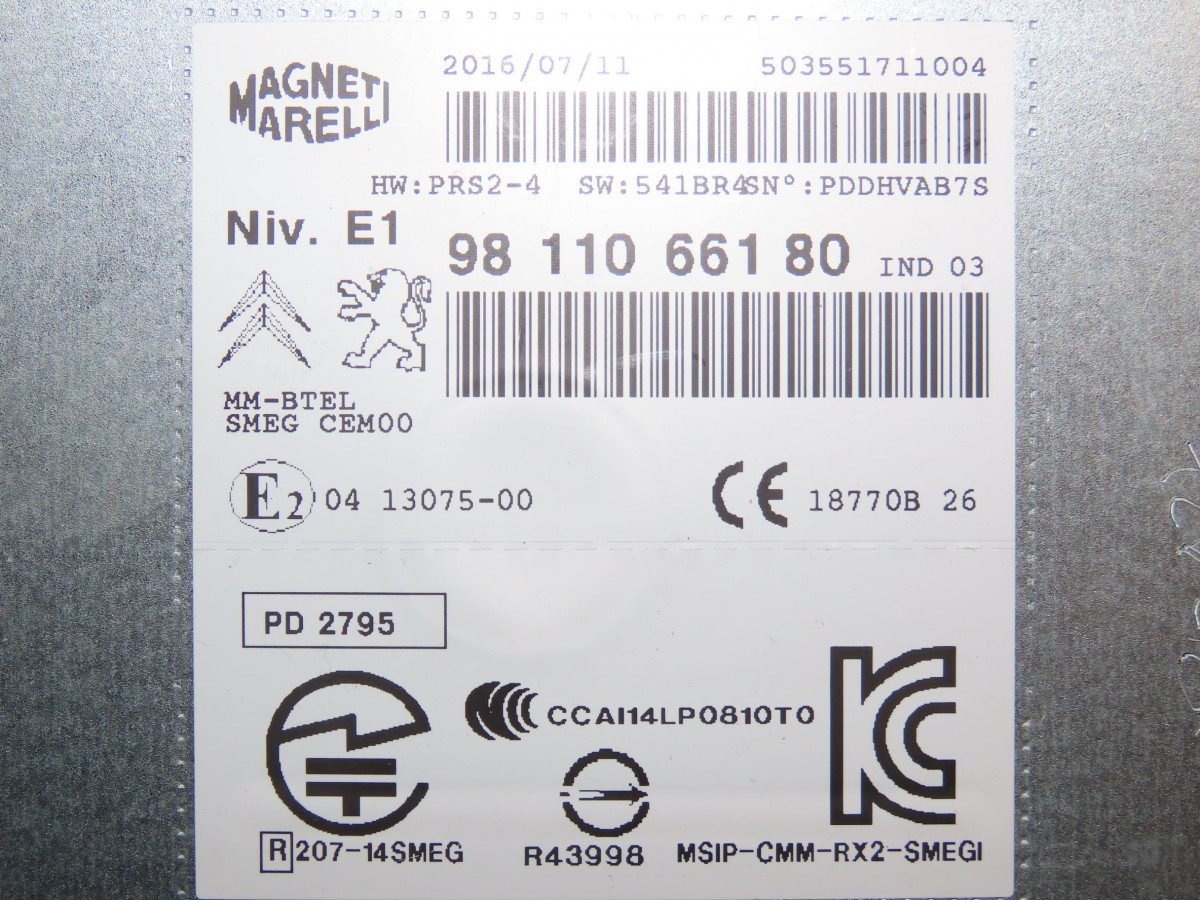 MAGNETI
MARELLI
2016/07/11 503551711004
HW:PRS2-4 SW:541BR4SN°:PDDHVAB7S
Niv. E1
98 110 661 80 IND 03
MM-BTEL
SMEG CEM00
E2 04 13075-00
CE 18770B 26
PD 2795
CCAI14LP0810T0
R 207-14SMEG
R43998
MSIP-CMM-RX2-SMEGI